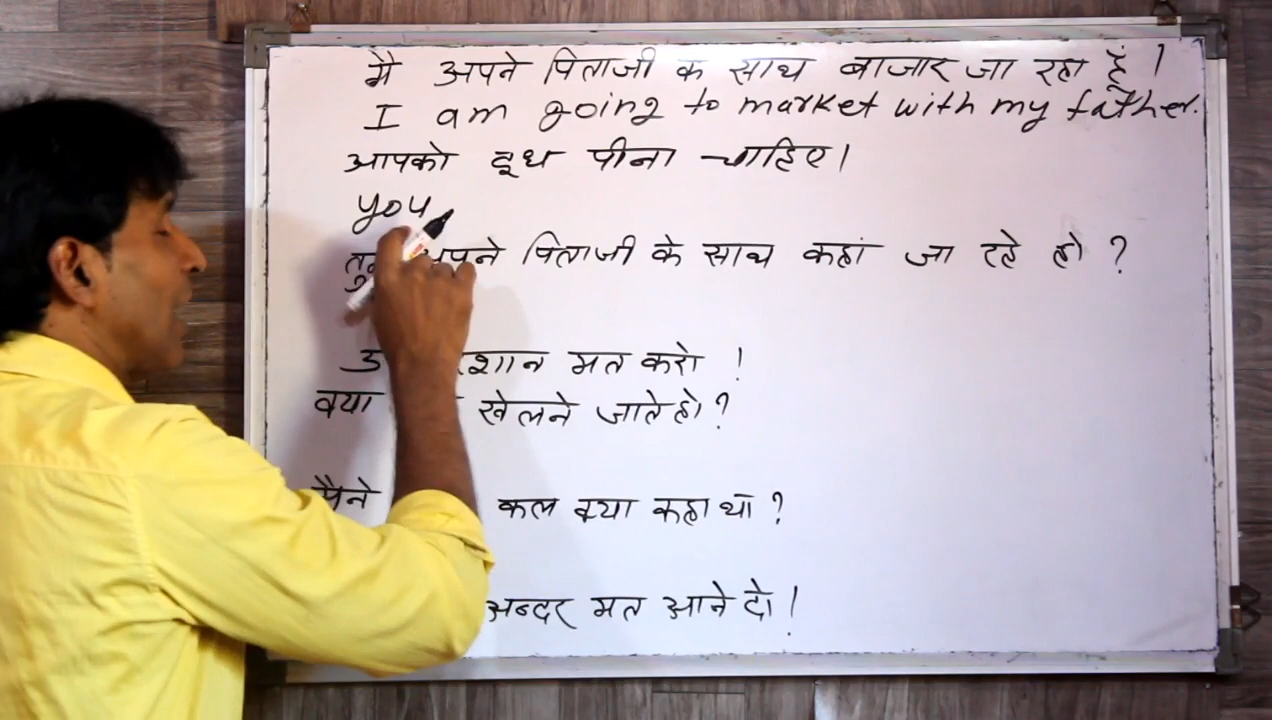 मै अपने पिताजी क साथ बाजार जा रहा हूँ।
I am going to market with my father.
आपको दूध पीना चाहिए।
you
अपने पिताजी के साथ कहां जा रहे हो ?
मत करो !
क्या खेलने जाते हो?
मैने कल क्या कहा था ?
अन्दर मत आने दो !